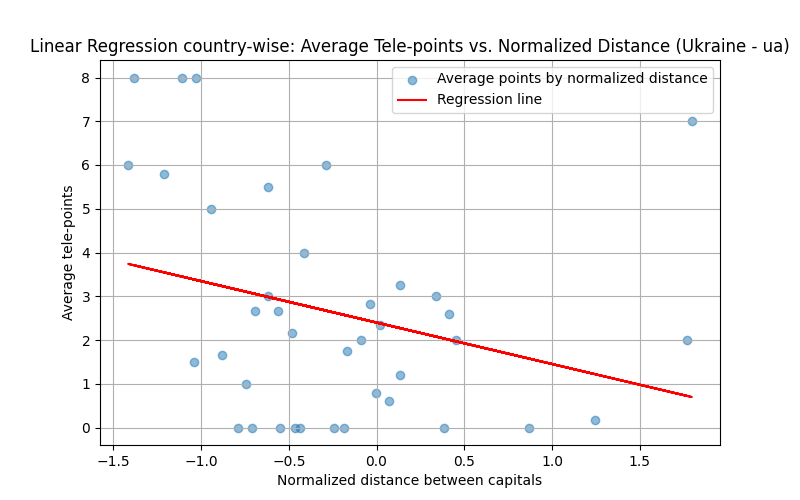 Linear Regression country-wise: Average Tele-points vs. Normalized Distance (Ukraine - ua)
Average points by normalized distance
Regression line
8
7
6
5
4
3
2
1
0
Average tele-points
−1.5 −1.0 −0.5 0.0 0.5 1.0 1.5
Normalized distance between capitals